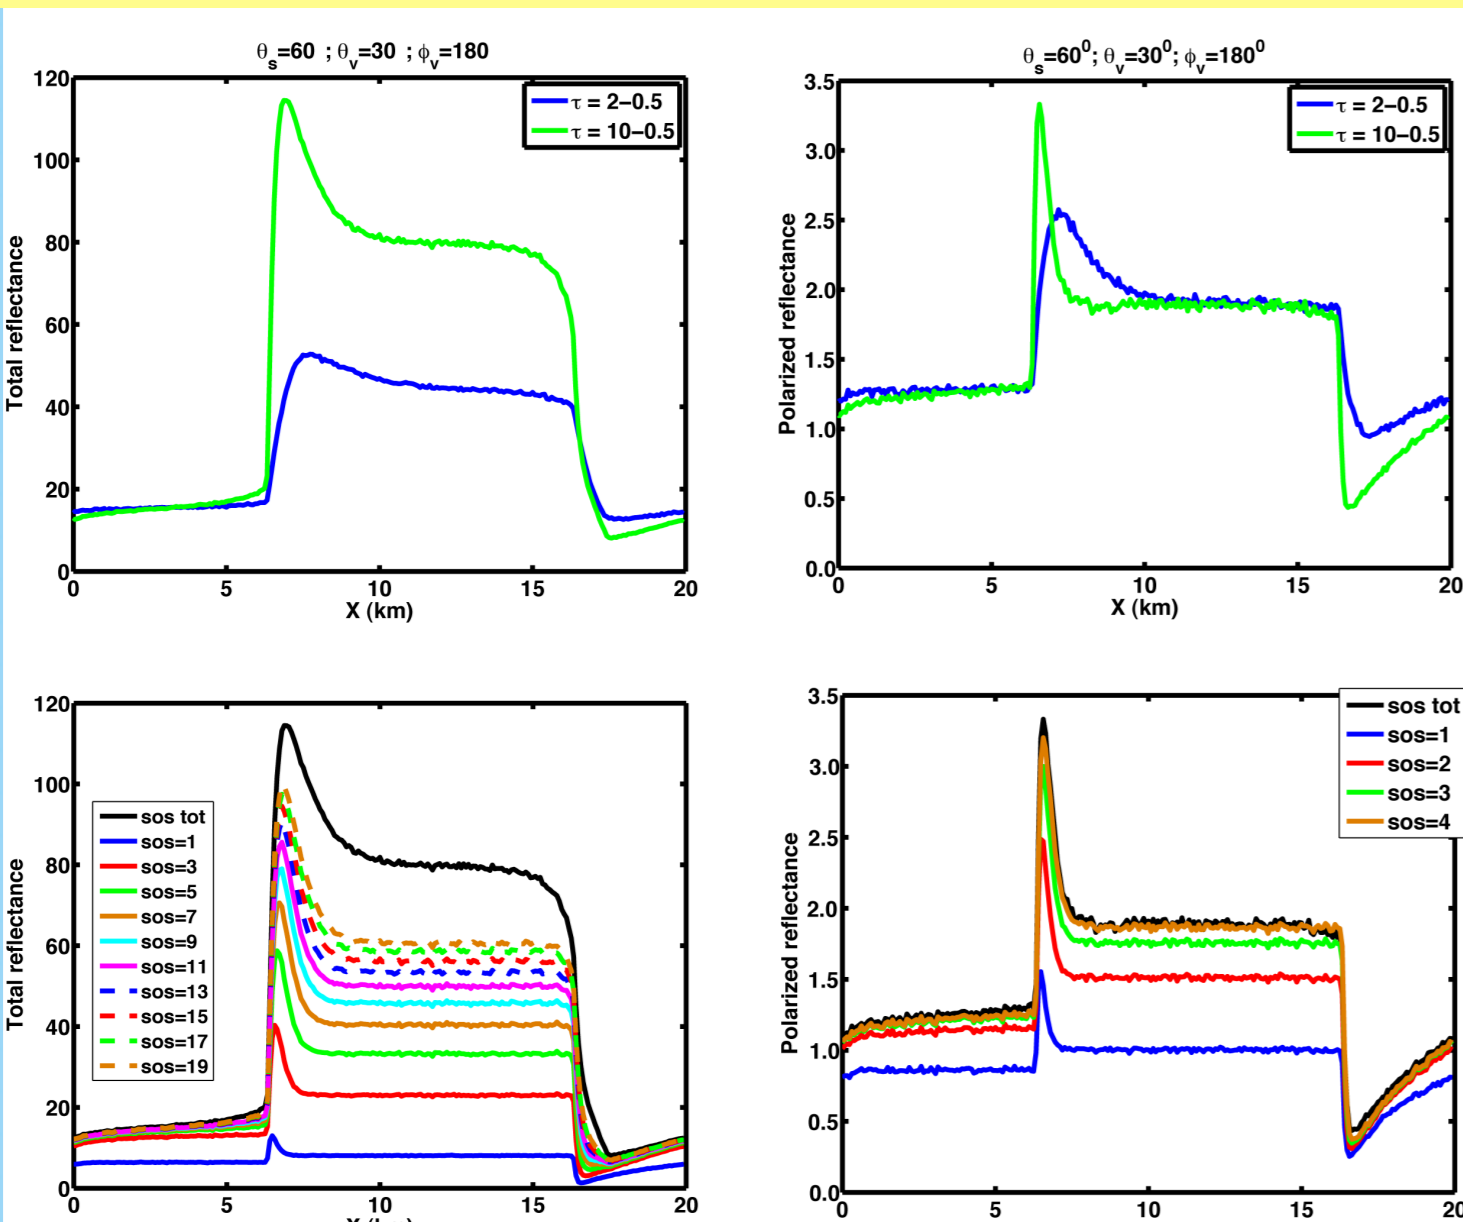 θs=60 ; θv=30 ; ϕv=180
120
100
80
60
40
20
0
Total reflectance
τ = 2−0.5
τ = 10−0.5
0 5 10 15 20
X (km)
θs=60⁰; θv=30⁰; ϕv=180⁰
3.5
3.0
2.5
2.0
1.5
1.0
0.5
0.0
Polarized reflectance
τ = 2−0.5
τ = 10−0.5
0 5 10 15 20
X (km)
120
100
80
60
40
20
0
Total reflectance
sos tot
sos=1
sos=3
sos=5
sos=7
sos=9
sos=11
sos=13
sos=15
sos=17
sos=19
0 5 10 15 20
X (km)
3.5
3.0
2.5
2.0
1.5
1.0
0.5
0.0
Polarized reflectance
sos tot
sos=1
sos=2
sos=3
sos=4
0 5 10 15 20